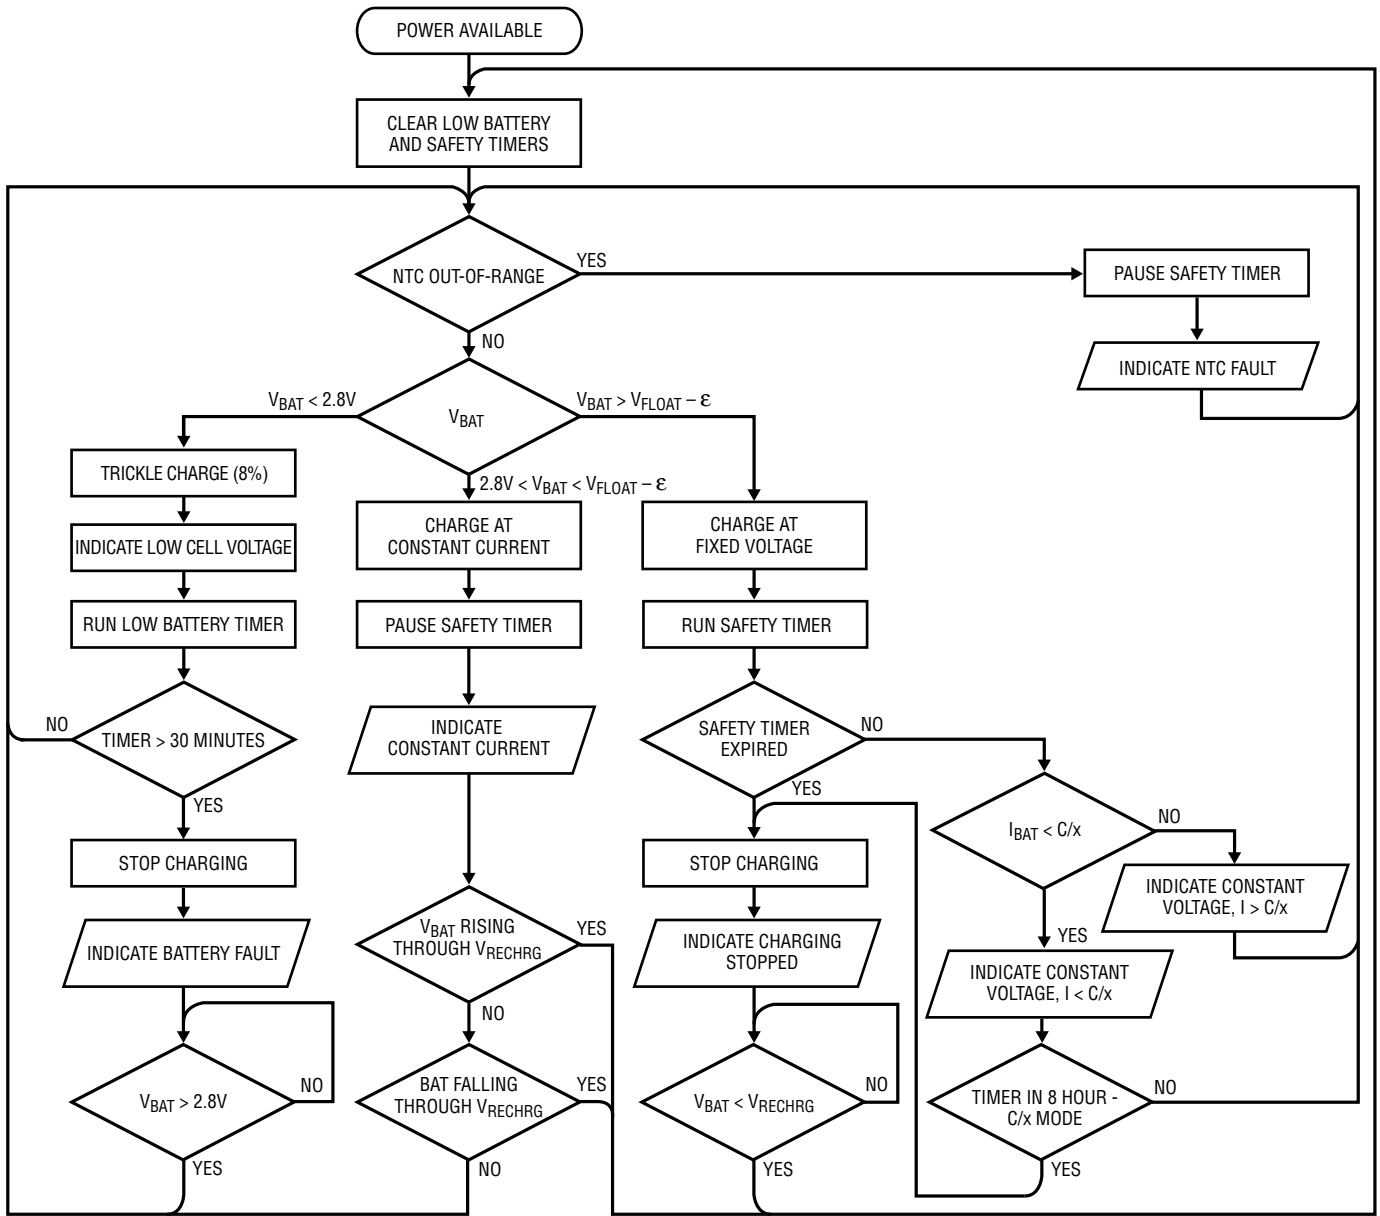 POWER AVAILABLE
CLEAR LOW BATTERY
AND SAFETY TIMERS
NTC OUT-OF-RANGE
YES
PAUSE SAFETY TIMER
INDICATE NTC FAULT
NO
VBAT
VBAT < 2.8V
VBAT > VFLOAT – ε
2.8V < VBAT < VFLOAT – ε
TRICKLE CHARGE (8%)
INDICATE LOW CELL VOLTAGE
RUN LOW BATTERY TIMER
NO
TIMER > 30 MINUTES
YES
STOP CHARGING
INDICATE BATTERY FAULT
VBAT > 2.8V
NO
YES
CHARGE AT
CONSTANT CURRENT
PAUSE SAFETY TIMER
INDICATE
CONSTANT CURRENT
VBAT RISING
THROUGH VRECHRG
YES
NO
BAT FALLING
THROUGH VRECHRG
YES
NO
CHARGE AT
FIXED VOLTAGE
RUN SAFETY TIMER
SAFETY TIMER
EXPIRED
NO
YES
STOP CHARGING
INDICATE CHARGING
STOPPED
VBAT < VRECHRG
NO
YES
IBAT < C/x
NO
INDICATE CONSTANT
VOLTAGE, I > C/x
YES
INDICATE CONSTANT
VOLTAGE, I < C/x
TIMER IN 8 HOUR -
C/x MODE
NO
YES